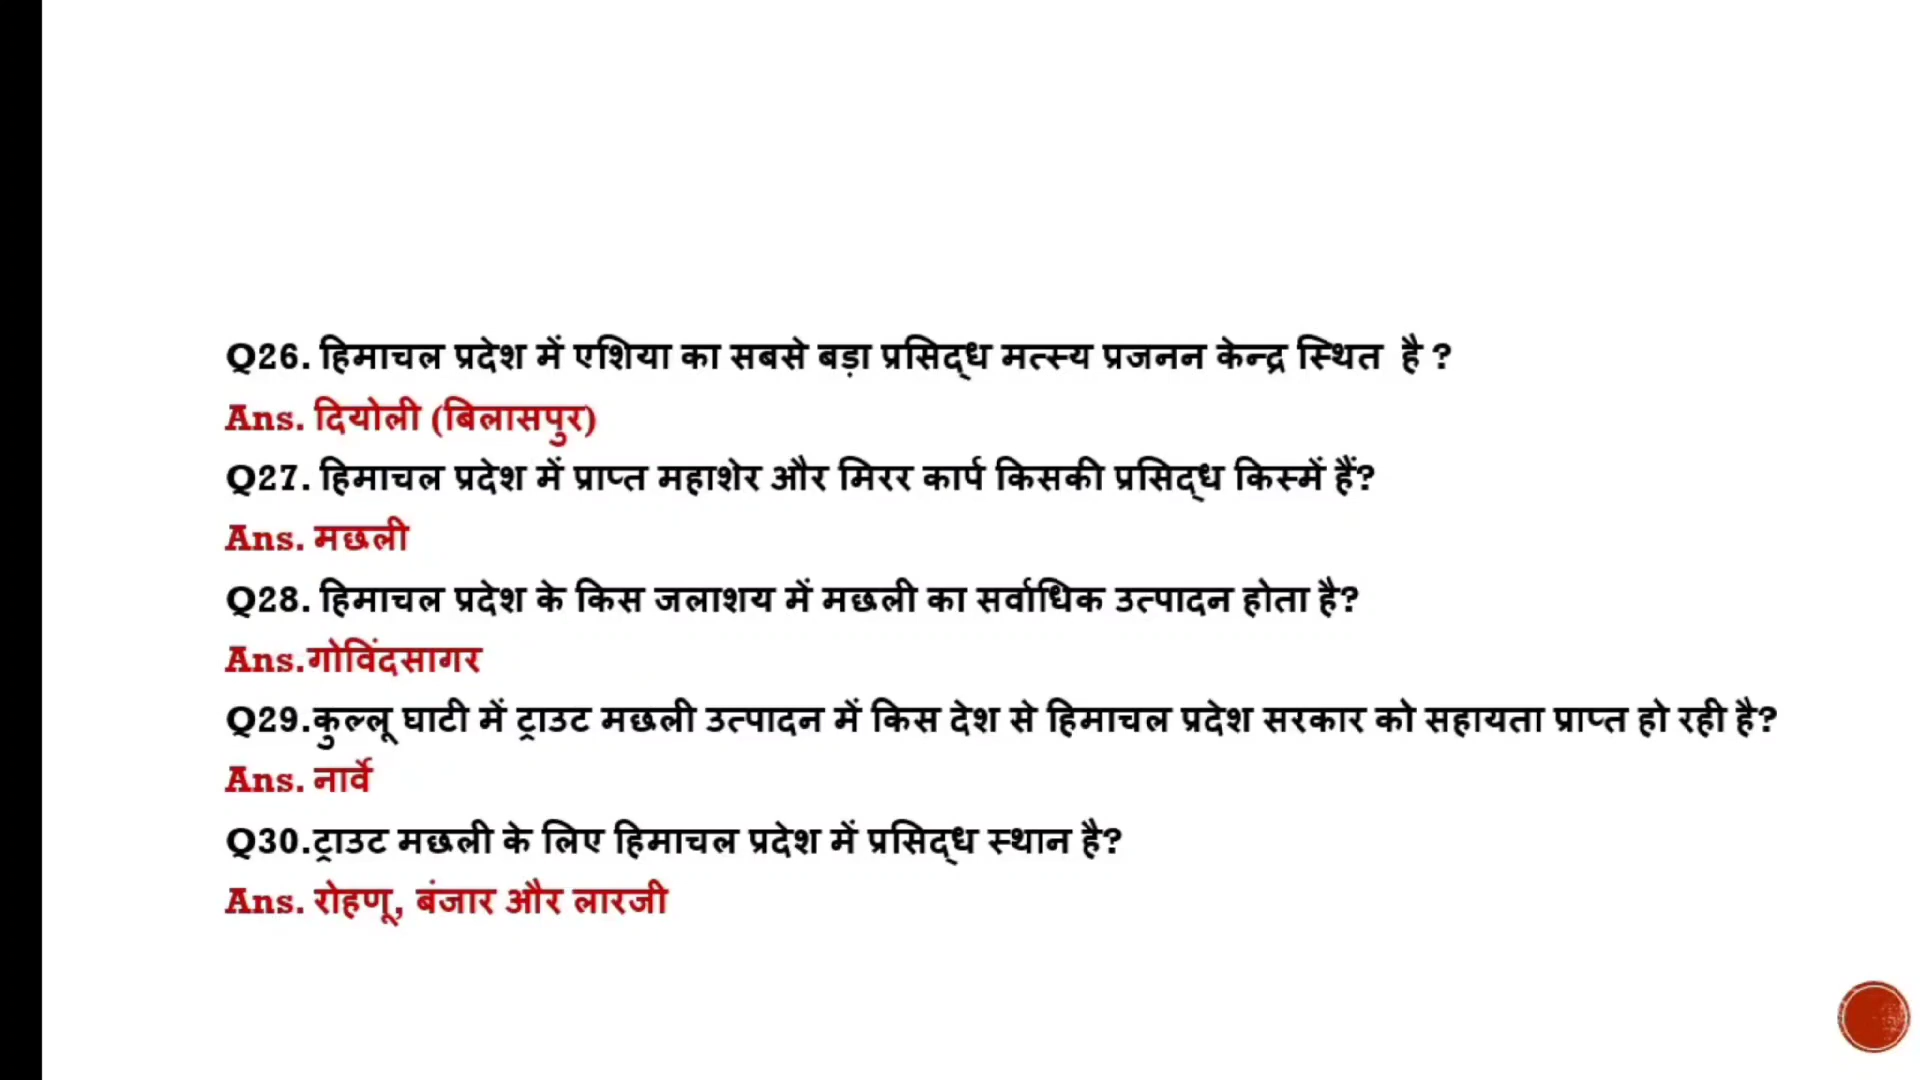 Q26. हिमाचल प्रदेश में एशिया का सबसे बड़ा प्रसिद्ध मत्स्य प्रजनन केन्द्र स्थित है ?
Ans. दियोली (बिलासपुर)
Q27. हिमाचल प्रदेश में प्राप्त महाशेर और मिरर कार्प किसकी प्रसिद्ध किस्में हैं?
Ans. मछली
Q28. हिमाचल प्रदेश के किस जलाशय में मछली का सर्वाधिक उत्पादन होता है?
Ans.गोविंदसागर
Q29.कुल्लू घाटी में ट्राउट मछली उत्पादन में किस देश से हिमाचल प्रदेश सरकार को सहायता प्राप्त हो रही है?
Ans. नार्वे
Q30.ट्राउट मछली के लिए हिमाचल प्रदेश में प्रसिद्ध स्थान है?
Ans. रोहणू, बंजार और लारजी